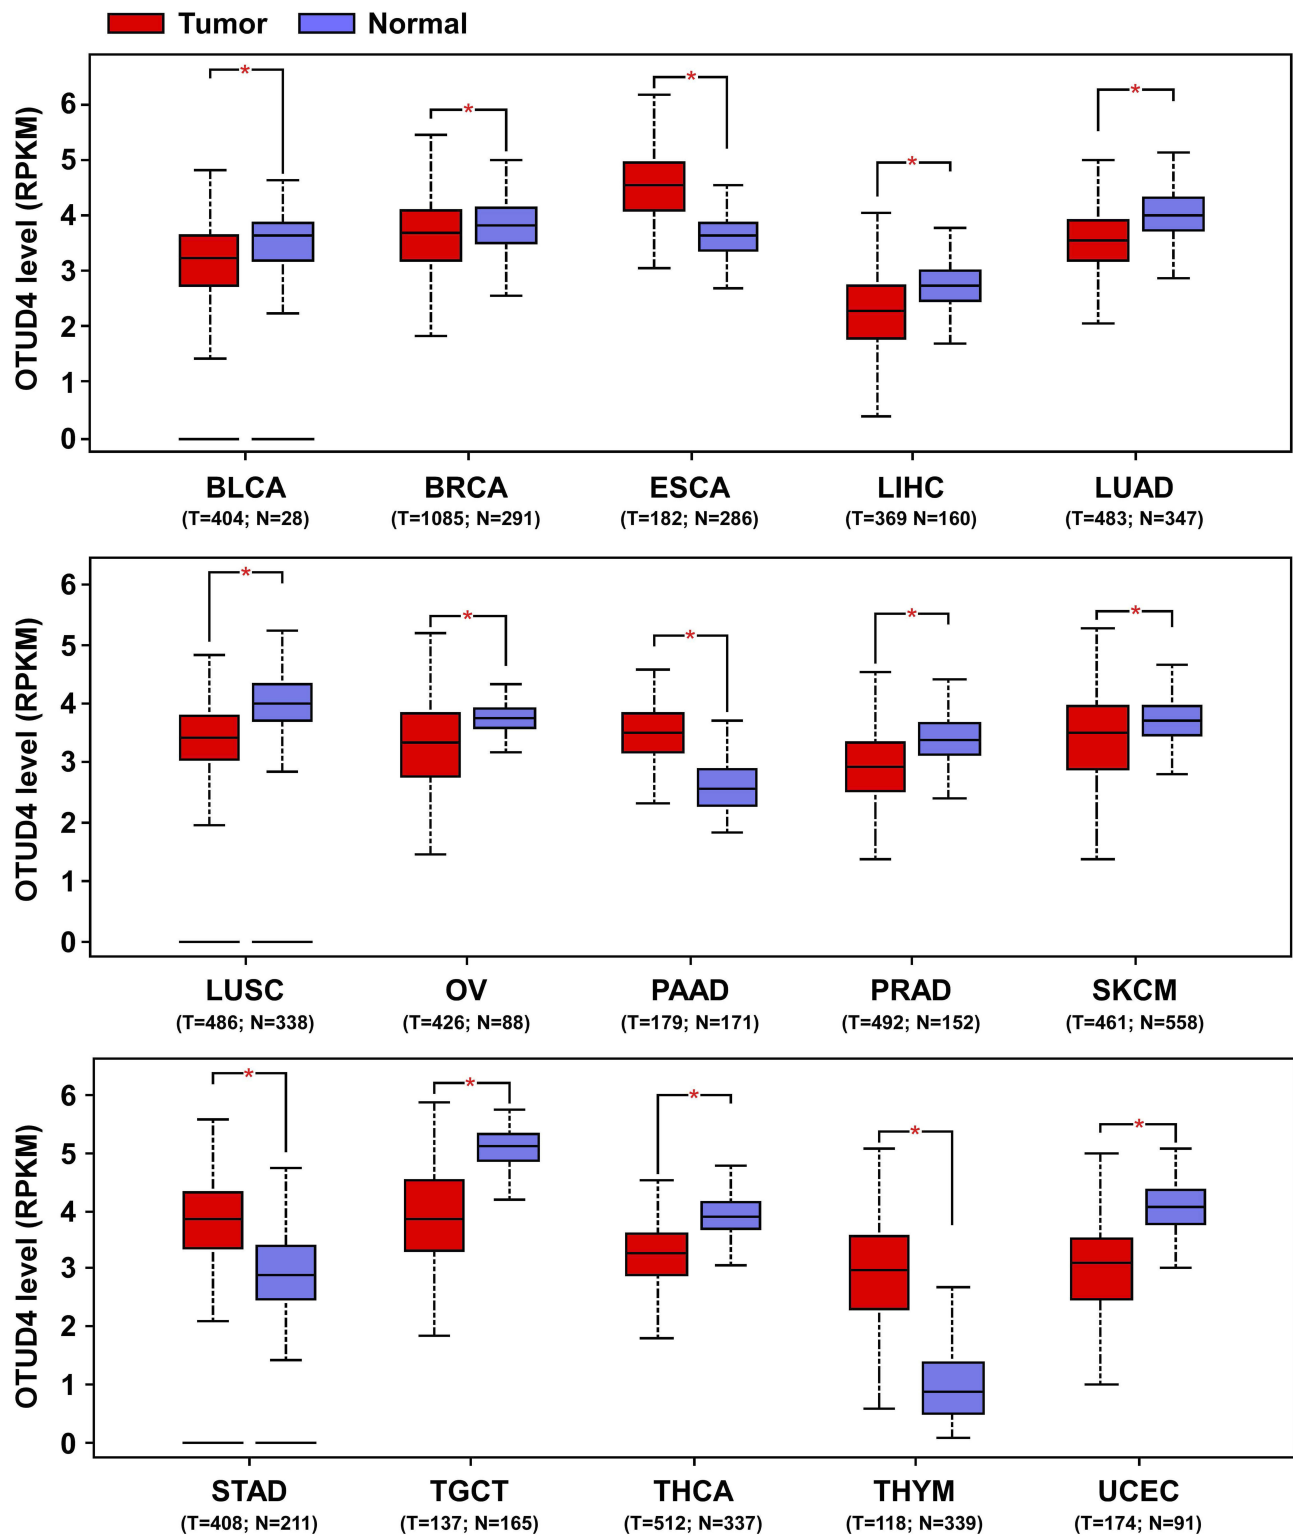 Tumor Normal
OTUD4 level (RPKM)
6
5
4
3
2
1
0
* * * * *
BLCA BRCA ESCA LIHC LUAD
(T=404; N=28) (T=1085; N=291) (T=182; N=286) (T=369 N=160) (T=483; N=347)
OTUD4 level (RPKM)
6
5
4
3
2
1
0
* * * * *
LUSC OV PAAD PRAD SKCM
(T=486; N=338) (T=426; N=88) (T=179; N=171) (T=492; N=152) (T=461; N=558)
OTUD4 level (RPKM)
6
5
4
3
2
1
0
* * * * *
STAD TGCT THCA THYM UCEC
(T=408; N=211) (T=137; N=165) (T=512; N=337) (T=118; N=339) (T=174; N=91)